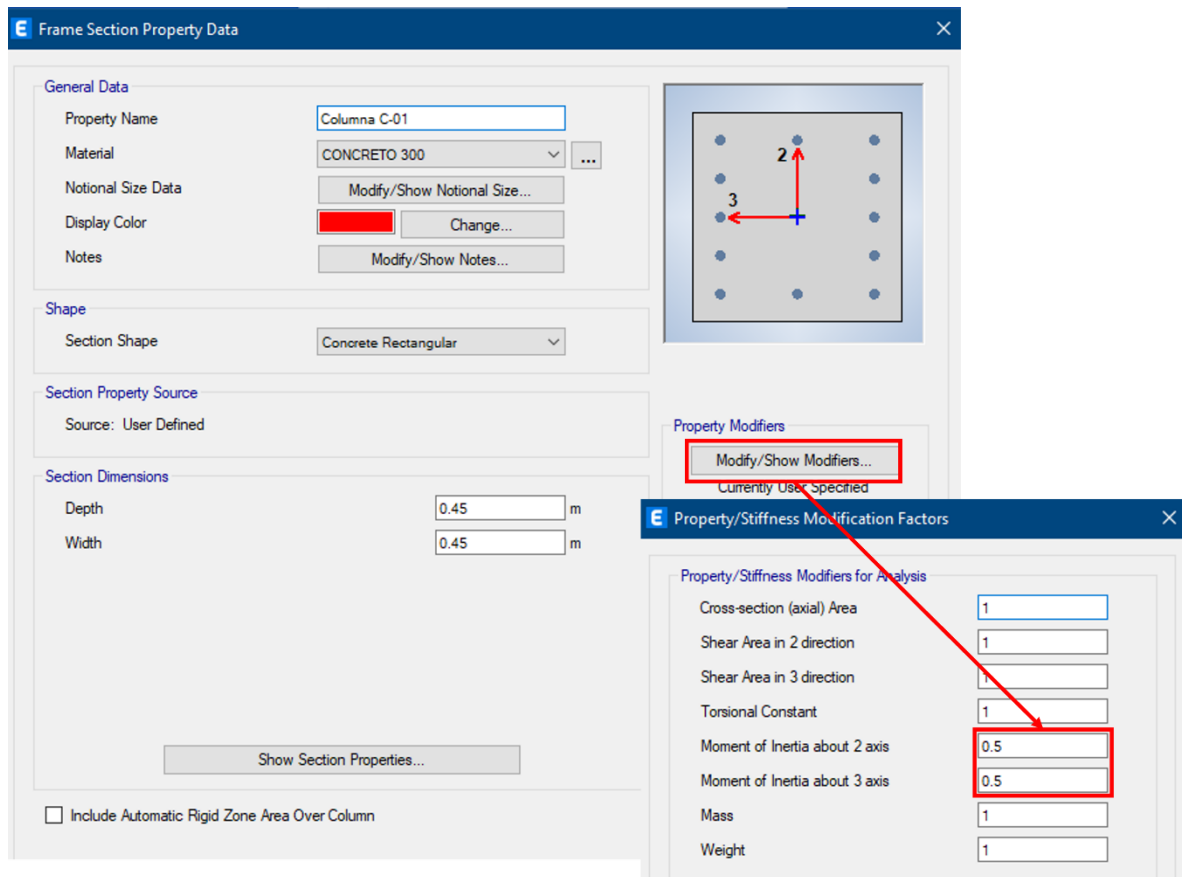 E Frame Section Property Data
General Data
Property Name Columna C-01
Material CONCRETO 300 ...
Notional Size Data Modify/Show Notional Size...
Display Color Change...
Notes Modify/Show Notes...
2
3
Shape
Section Shape Concrete Rectangular
Section Property Source
Source: User Defined
Property Modifiers
Modify/Show Modifiers...
Currently User Specified
Section Dimensions
Depth 0.45 m
Width 0.45 m
Show Section Properties...
Include Automatic Rigid Zone Area Over Column
E Property/Stiffness Modification Factors
Property/Stiffness Modifiers for Analysis
Cross-section (axial) Area 1
Shear Area in 2 direction 1
Shear Area in 3 direction 1
Torsional Constant 1
Moment of Inertia about 2 axis 0.5
Moment of Inertia about 3 axis 0.5
Mass 1
Weight 1